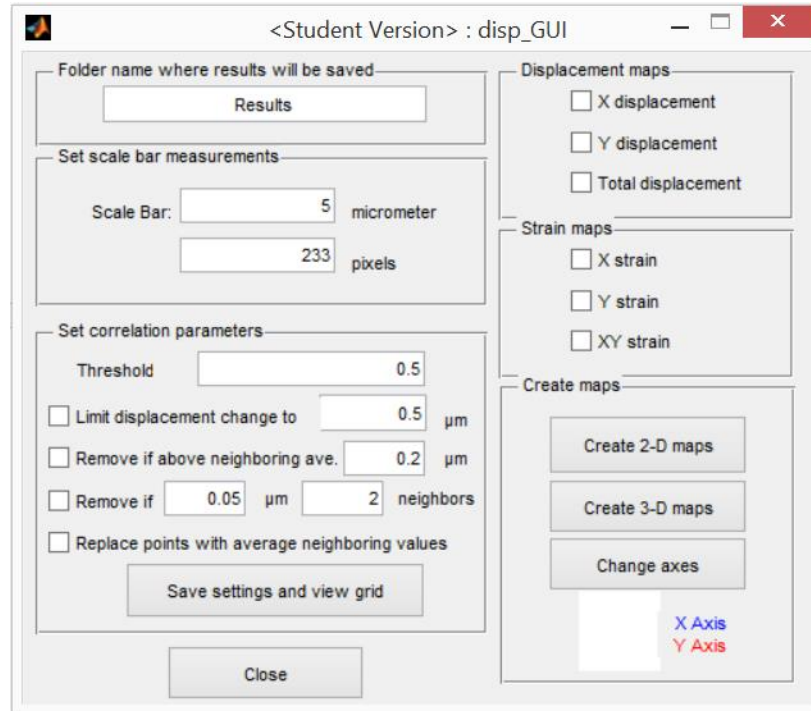 <Student Version> : disp_GUI
Folder name where results will be saved
Results
Set scale bar measurements
Scale Bar: 5 micrometer
233 pixels
Set correlation parameters
Threshold 0.5
Limit displacement change to 0.5 µm
Remove if above neighboring ave. 0.2 µm
Remove if 0.05 µm 2 neighbors
Replace points with average neighboring values
Save settings and view grid
Close
Displacement maps
X displacement
Y displacement
Total displacement
Strain maps
X strain
Y strain
XY strain
Create maps
Create 2-D maps
Create 3-D maps
Change axes
X Axis
Y Axis